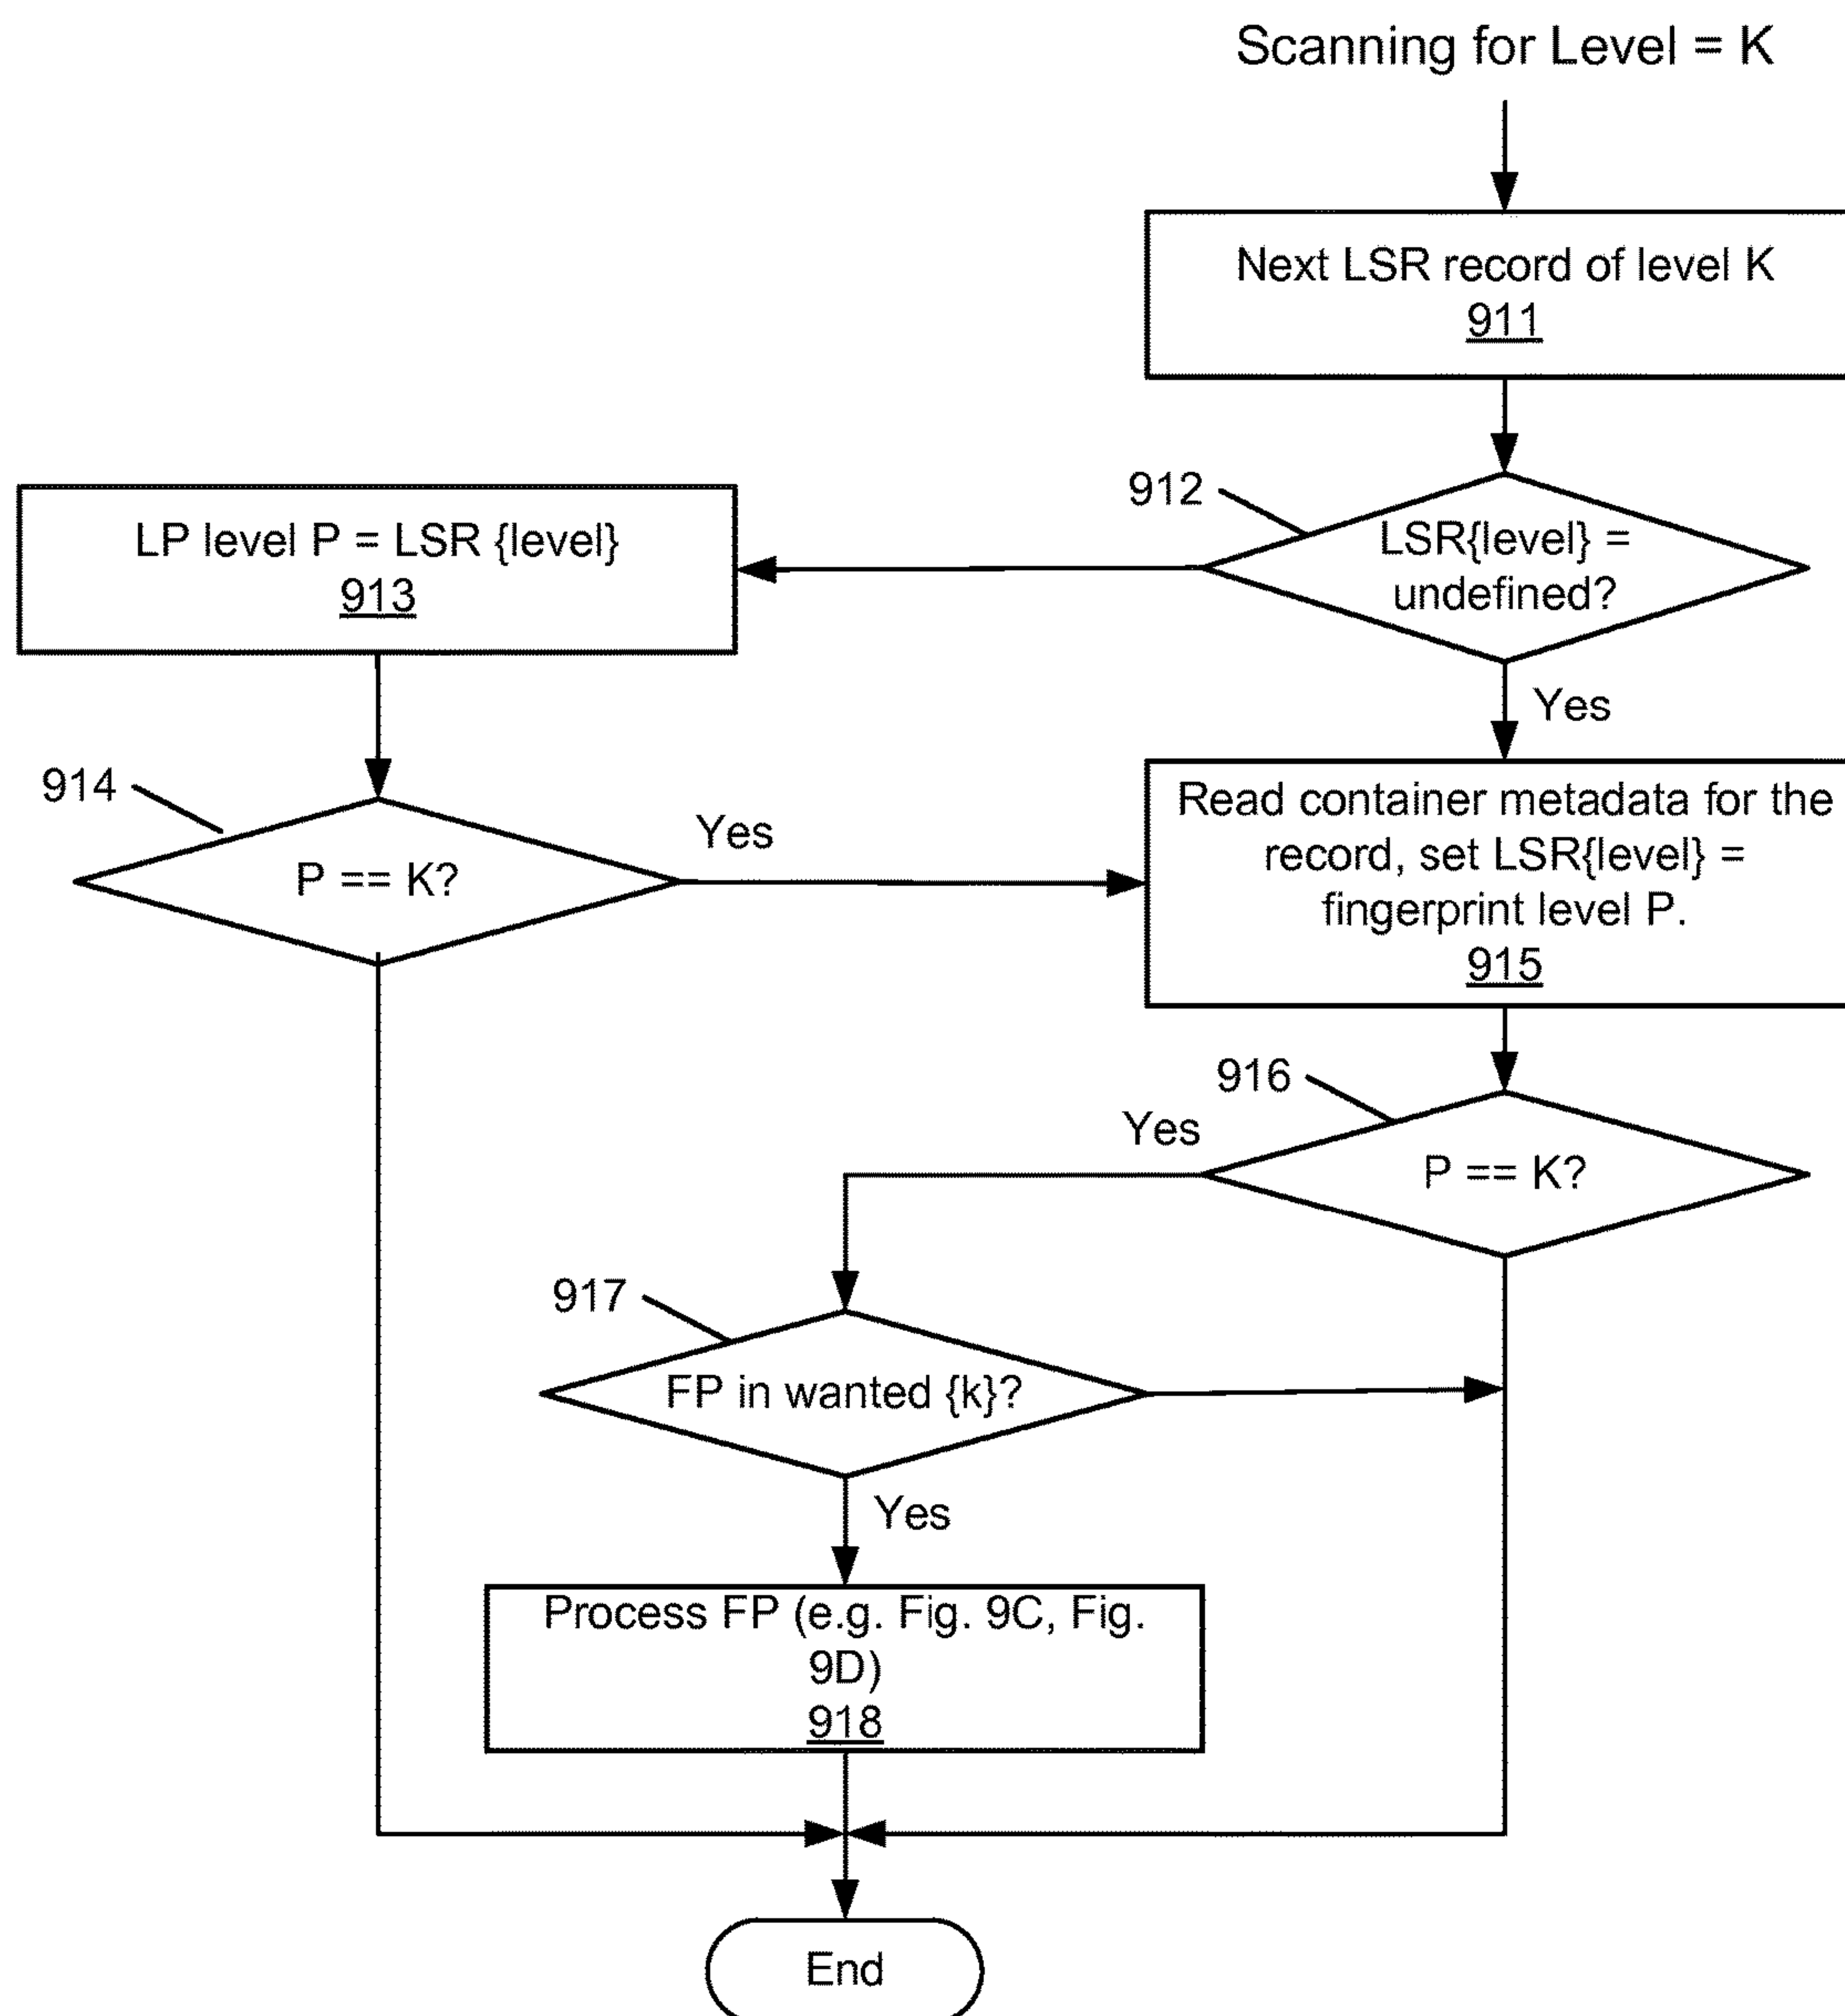 Scanning for Level = K
Next LSR record of level K
911
912
LSR{level} =
undefined?
LP level P = LSR {level}
913
Yes
914
P == K?
Yes
Read container metadata for the
record, set LSR{level} =
fingerprint level P.
915
916
Yes
P == K?
917
FP in wanted {k}?
Yes
Process FP (e.g. Fig. 9C, Fig.
9D)
918
End